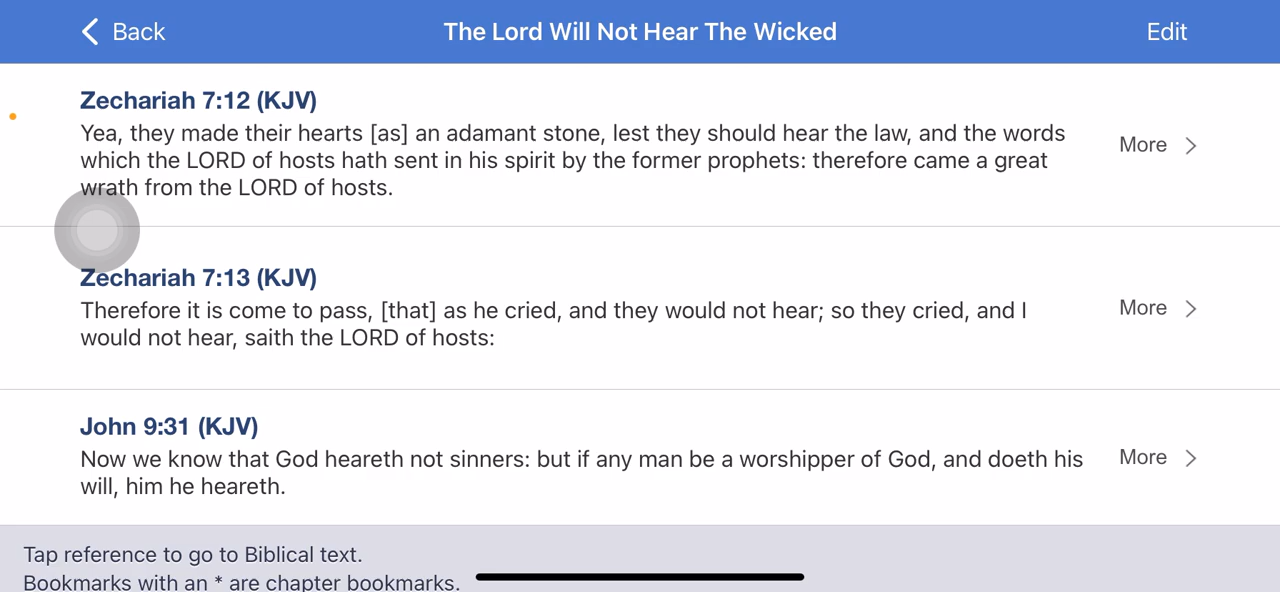 Back
The Lord Will Not Hear The Wicked
Edit
Zechariah 7:12 (KJV)
Yea, they made their hearts [as] an adamant stone, lest they should hear the law, and the words
which the LORD of hosts hath sent in his spirit by the former prophets: therefore came a great
wrath from the LORD of hosts.
More
Zechariah 7:13 (KJV)
Therefore it is come to pass, [that] as he cried, and they would not hear; so they cried, and I
would not hear, saith the LORD of hosts:
More
John 9:31 (KJV)
Now we know that God heareth not sinners: but if any man be a worshipper of God, and doeth his
will, him he heareth.
More
Tap reference to go to Biblical text.
Bookmarks with an * are chapter bookmarks.